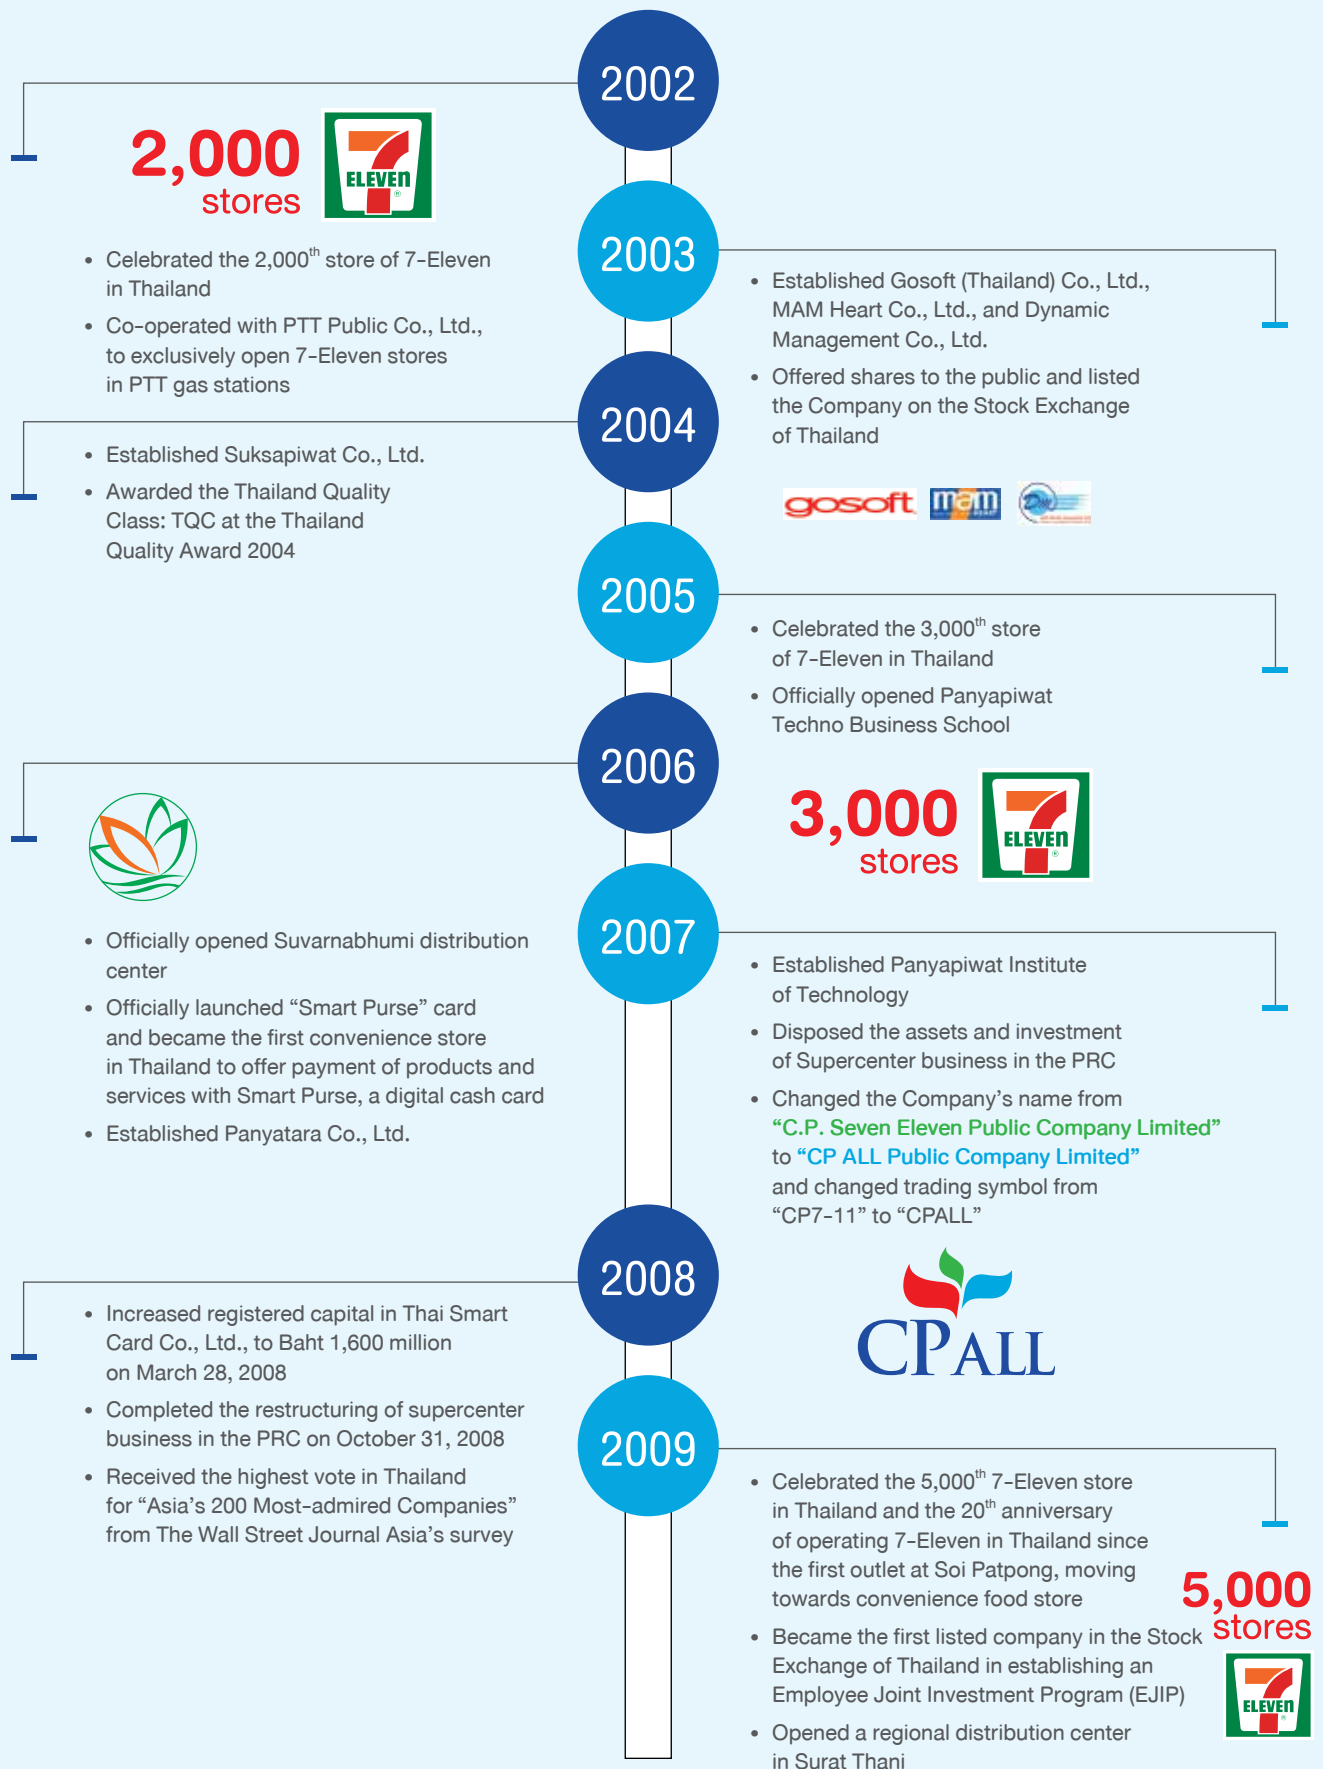 2002
2,000
stores
7
ELEVEN
®
• Celebrated the 2,000th store of 7-Eleven
in Thailand
• Co-operated with PTT Public Co., Ltd.,
to exclusively open 7-Eleven stores
in PTT gas stations
2003
• Established Gosoft (Thailand) Co., Ltd.,
MAM Heart Co., Ltd., and Dynamic
Management Co., Ltd.
• Offered shares to the public and listed
the Company on the Stock Exchange
of Thailand
gosoft
mam
Dm
2004
• Established Suksapiwat Co., Ltd.
• Awarded the Thailand Quality
Class: TQC at the Thailand
Quality Award 2004
2005
• Celebrated the 3,000th store
of 7-Eleven in Thailand
• Officially opened Panyapiwat
Techno Business School
3,000
stores
7
ELEVEN
®
2006
• Officially opened Suvarnabhumi distribution
center
• Officially launched “Smart Purse” card
and became the first convenience store
in Thailand to offer payment of products and
services with Smart Purse, a digital cash card
• Established Panyatara Co., Ltd.
2007
• Established Panyapiwat Institute
of Technology
• Disposed the assets and investment
of Supercenter business in the PRC
• Changed the Company’s name from
“C.P. Seven Eleven Public Company Limited”
to “CP ALL Public Company Limited”
and changed trading symbol from
“CP7-11” to “CPALL”
CPALL
2008
• Increased registered capital in Thai Smart
Card Co., Ltd., to Baht 1,600 million
on March 28, 2008
• Completed the restructuring of supercenter
business in the PRC on October 31, 2008
• Received the highest vote in Thailand
for “Asia’s 200 Most-admired Companies”
from The Wall Street Journal Asia’s survey
2009
• Celebrated the 5,000th 7-Eleven store
in Thailand and the 20th anniversary
of operating 7-Eleven in Thailand since
the first outlet at Soi Patpong, moving
towards convenience food store
• Became the first listed company in the Stock
Exchange of Thailand in establishing an
Employee Joint Investment Program (EJIP)
• Opened a regional distribution center
in Surat Thani
5,000
stores
7
ELEVEN
®